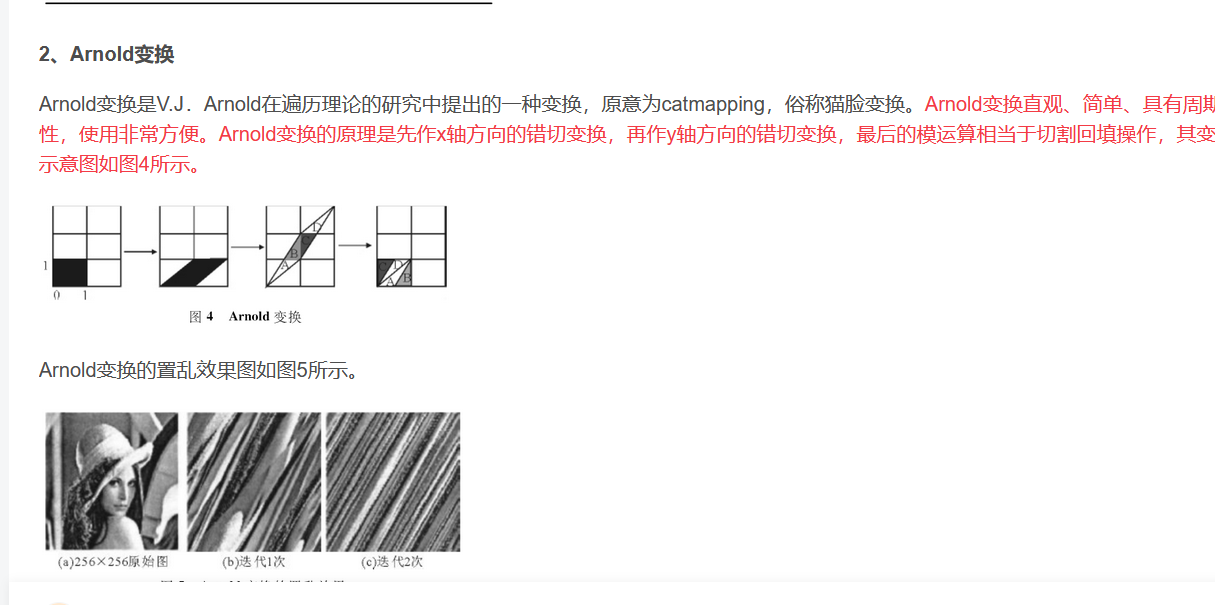 2、Arnold变换
Arnold变换是V.J．Arnold在遍历理论的研究中提出的一种变换，原意为catmapping，俗称猫脸变换。Arnold变换直观、简单、具有周期
性，使用非常方便。Arnold变换的原理是先作x轴方向的错切变换，再作y轴方向的错切变换，最后的模运算相当于切割回填操作，其变
示意图如图4所示。
D
C
B
A
1
0 1
C D
A B
图 4 Arnold 变换
Arnold变换的置乱效果图如图5所示。
(a)256×256原始图 (b)迭代1次 (c)迭代2次